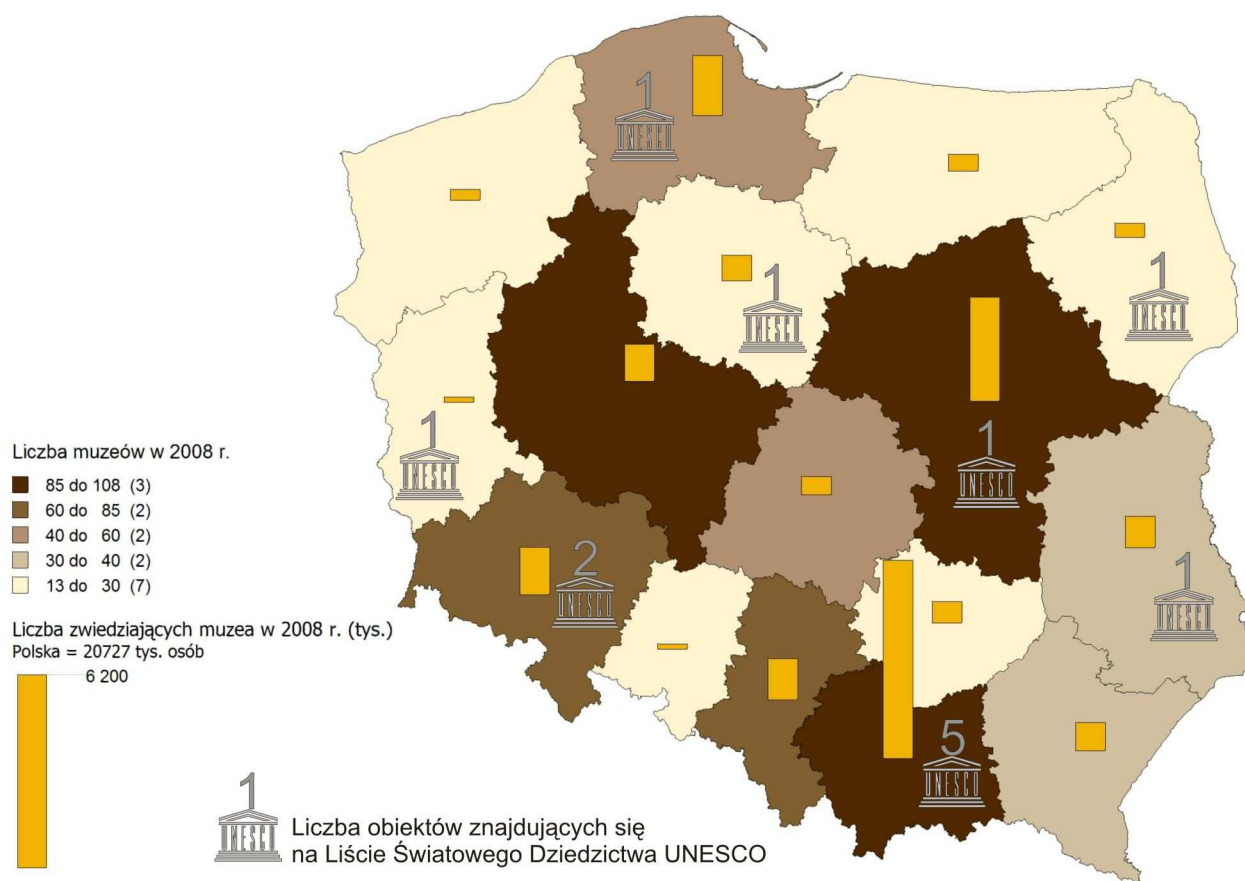 1
UNESCO
1
UNESCO
1
UNESCO
1
UNESCO
1
UNESCO
2
UNESCO
1
UNESCO
5
UNESCO
Liczba muzeów w 2008 r.
85 do 108 (3)
60 do 85 (2)
40 do 60 (2)
30 do 40 (2)
13 do 30 (7)
Liczba zwiedziających muzea w 2008 r. (tys.)
Polska = 20727 tys. osób
6 200
1
UNESCO
Liczba obiektów znajdujących się
na Liście Światowego Dziedzictwa UNESCO